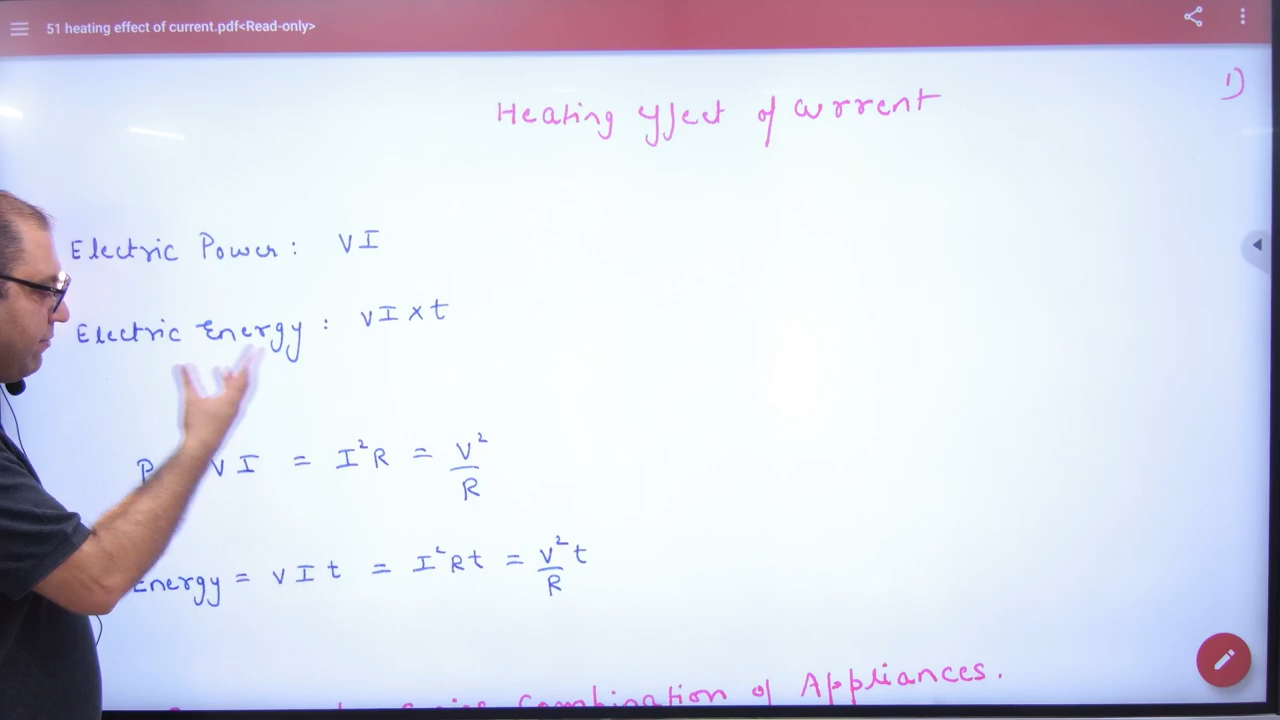 51 heating effect of current.pdf<Read-only>
1)
Heating effect of current
Electric Power : VI
Electric Energy : VI × t
P VI = I²R = V²/R
Energy = VIt = I²Rt = V²/R t
Combination of Appliances.